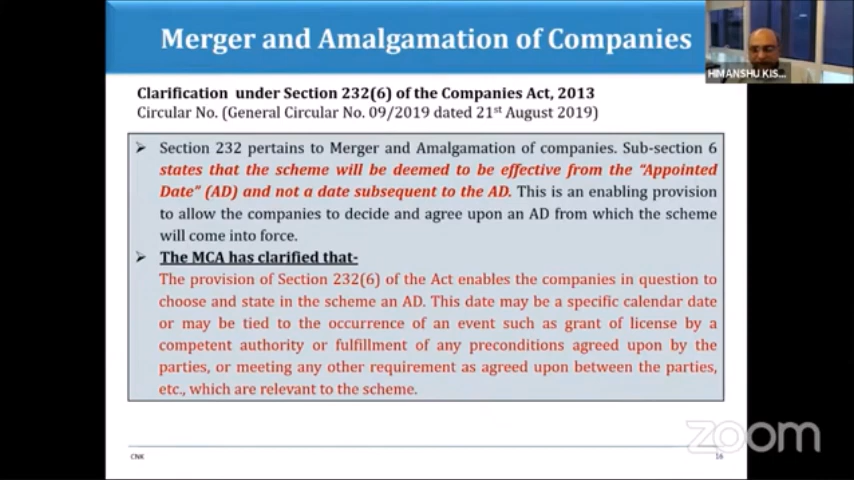 Merger and Amalgamation of Companies
HIMANSHU KIS...
Clarification under Section 232(6) of the Companies Act, 2013
Circular No. (General Circular No. 09/2019 dated 21st August 2019)
➢ Section 232 pertains to Merger and Amalgamation of companies. Sub-section 6
states that the scheme will be deemed to be effective from the “Appointed
Date” (AD) and not a date subsequent to the AD. This is an enabling provision
to allow the companies to decide and agree upon an AD from which the scheme
will come into force.
➢ The MCA has clarified that-
The provision of Section 232(6) of the Act enables the companies in question to
choose and state in the scheme an AD. This date may be a specific calendar date
or may be tied to the occurrence of an event such as grant of license by a
competent authority or fulfillment of any preconditions agreed upon by the
parties, or meeting any other requirement as agreed upon between the parties,
etc., which are relevant to the scheme.
CNK
16
zoom